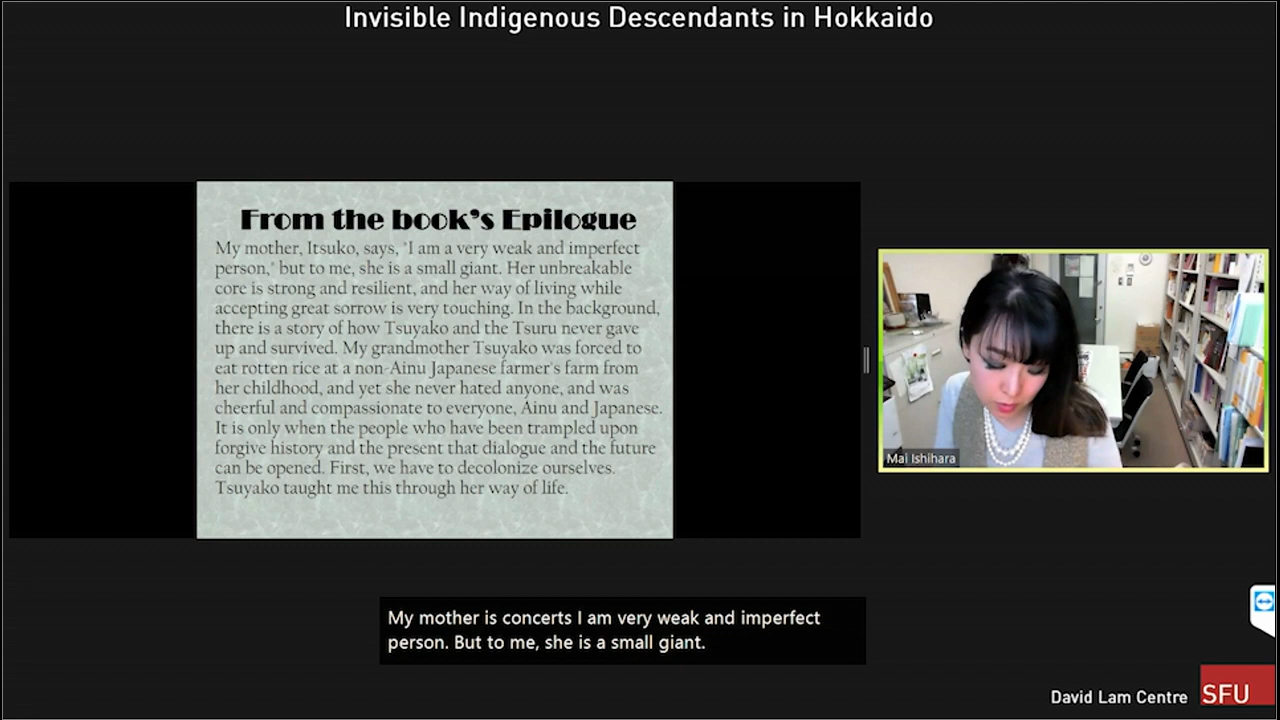 Invisible Indigenous Descendants in Hokkaido
From the book's Epilogue
My mother, Itsuko, says, "I am a very weak and imperfect
person," but to me, she is a small giant. Her unbreakable
core is strong and resilient, and her way of living while
accepting great sorrow is very touching. In the background,
there is a story of how Tsuyako and the Tsuru never gave
up and survived. My grandmother Tsuyako was forced to
eat rotten rice at a non-Ainu Japanese farmer's farm from
her childhood, and yet she never hated anyone, and was
cheerful and compassionate to everyone, Ainu and Japanese.
It is only when the people who have been trampled upon
forgive history and the present that dialogue and the future
can be opened. First, we have to decolonize ourselves.
Tsuyako taught me this through her way of life.
Mai Ishihara
My mother is concerts I am very weak and imperfect
person. But to me, she is a small giant.
David Lam Centre
SFU